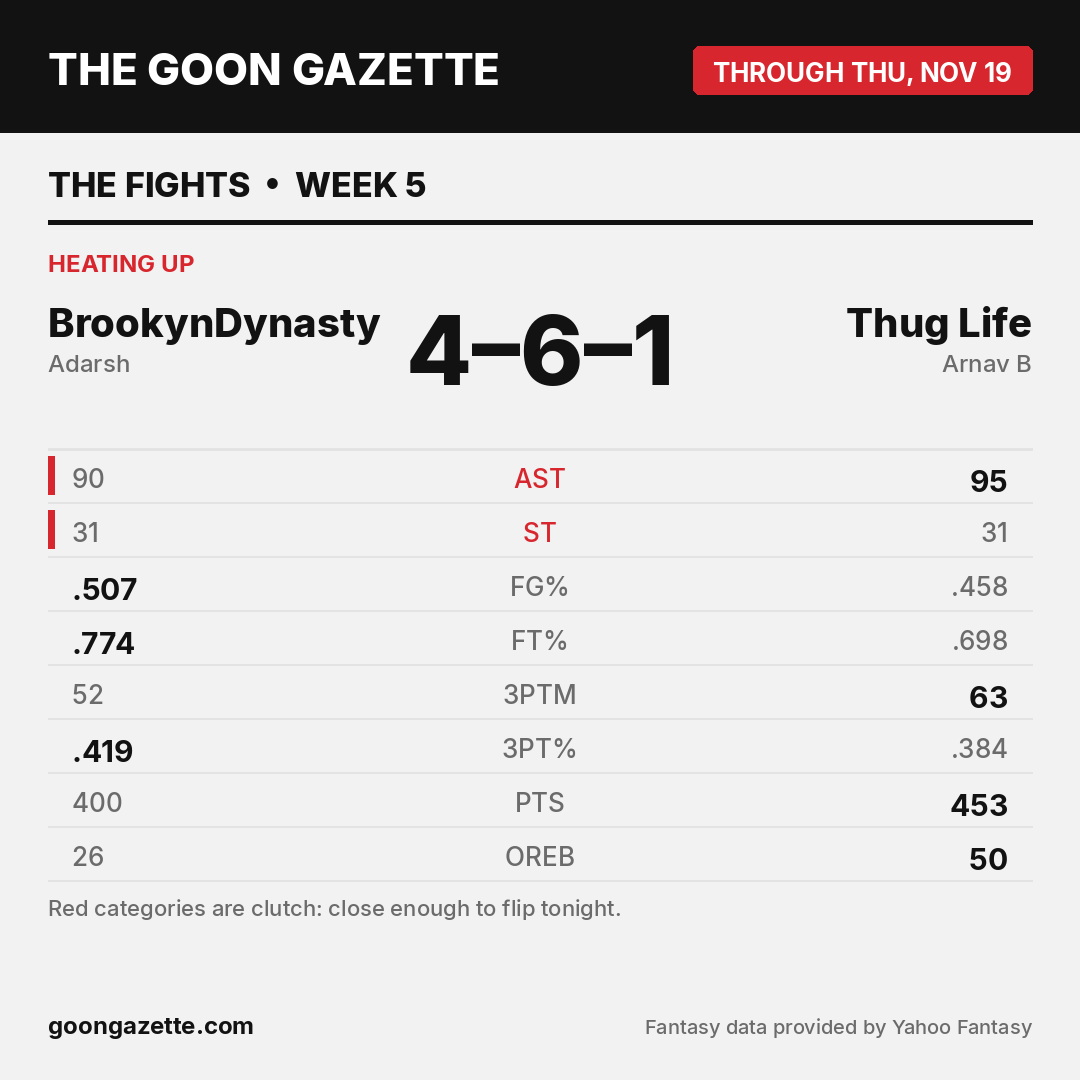 THE GOON GAZETTE
THROUGH THU, NOV 19
THE FIGHTS • WEEK 5
HEATING UP
BrookynDynasty 4–6–1 Thug Life
Adarsh Arnav B
90 AST 95
31 ST 31
.507 FG% .458
.774 FT% .698
52 3PTM 63
.419 3PT% .384
400 PTS 453
26 OREB 50
Red categories are clutch: close enough to flip tonight.
goongazette.com
Fantasy data provided by Yahoo Fantasy